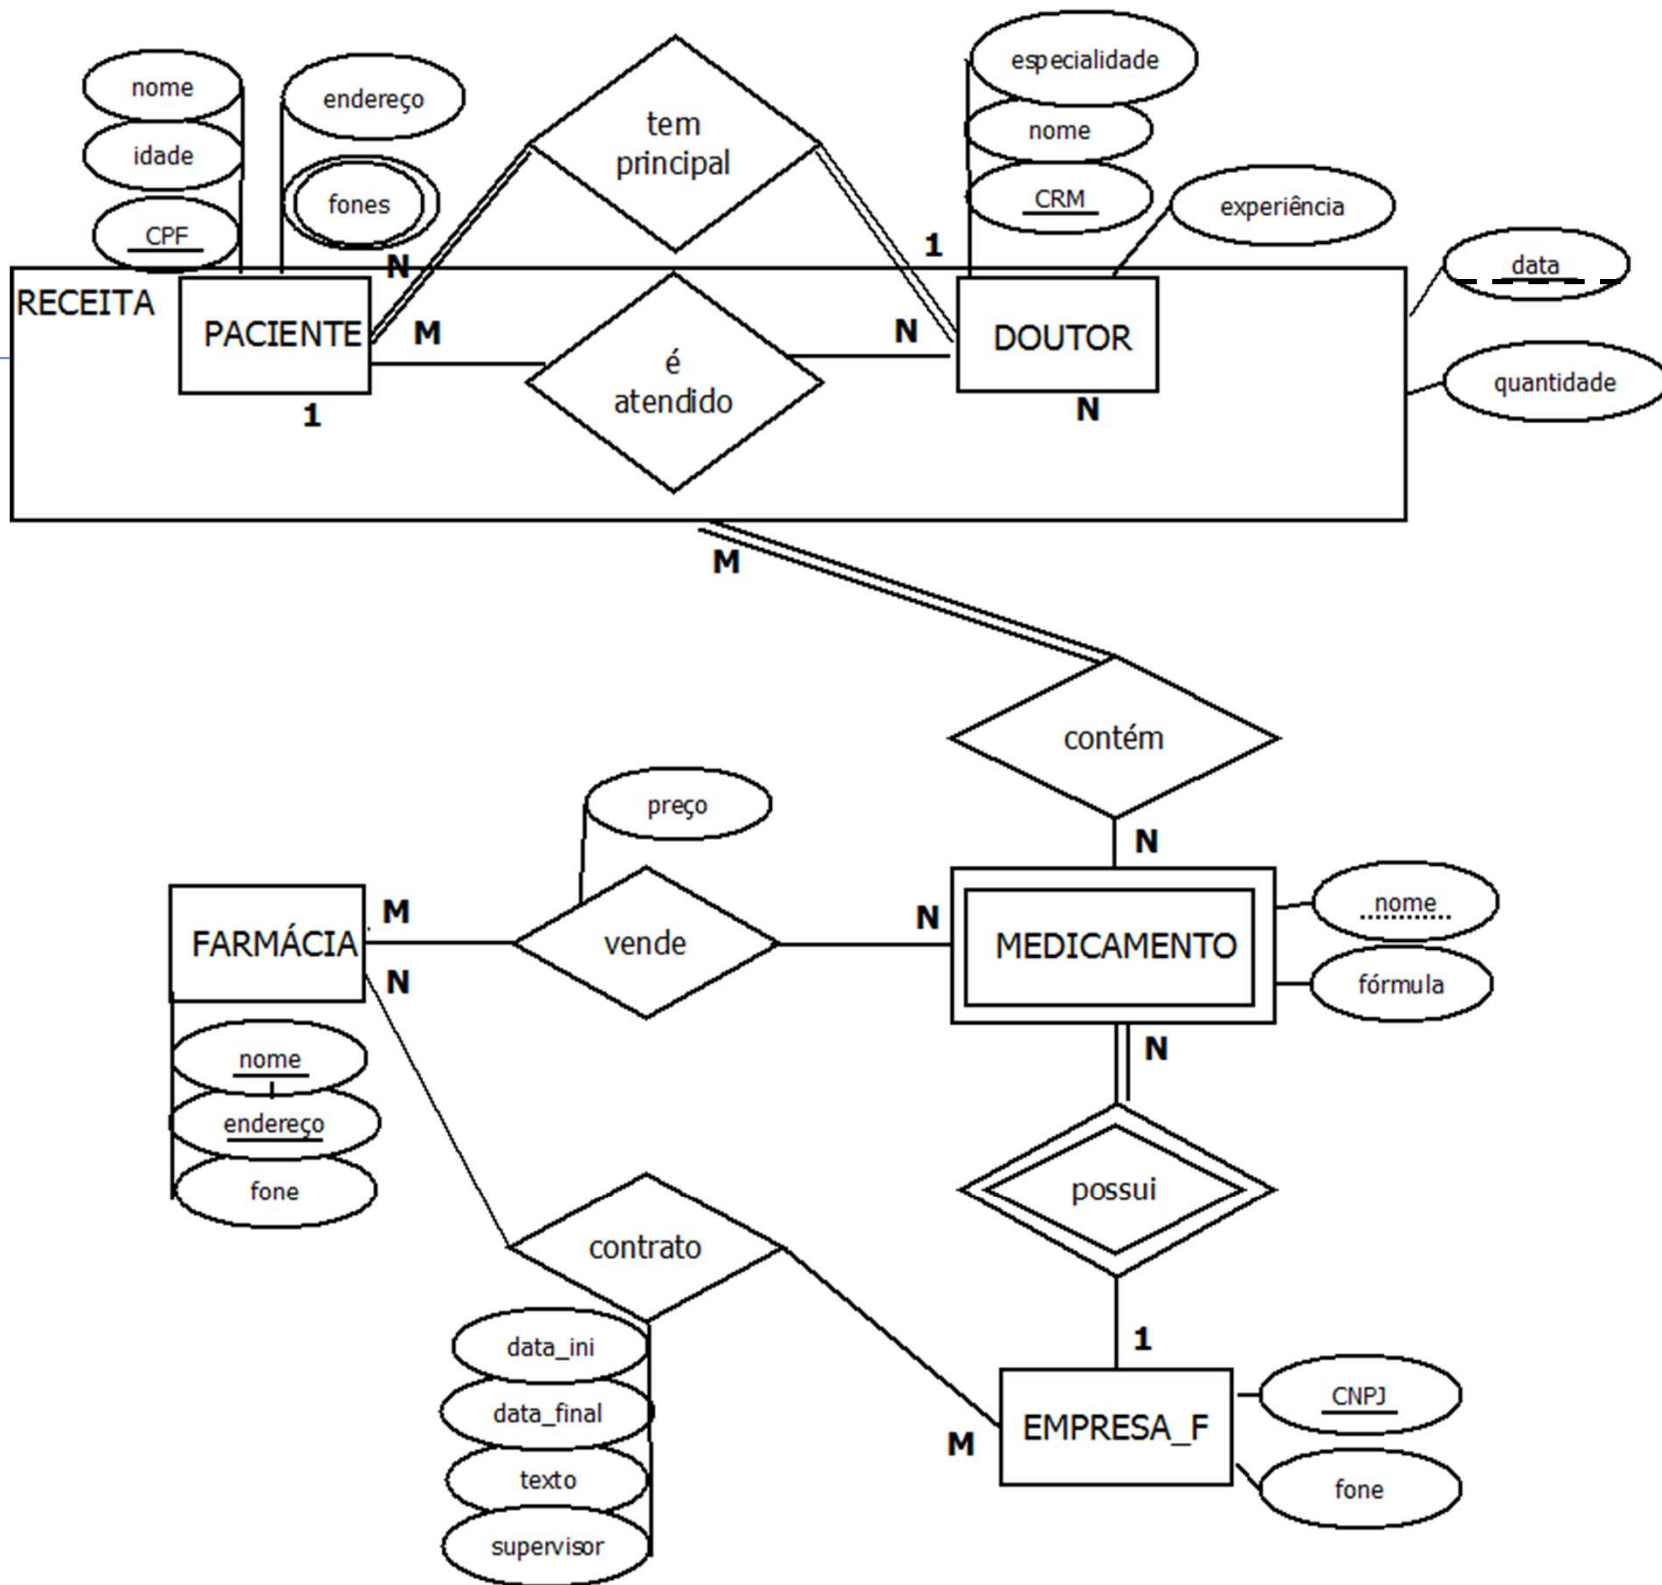 especialidade
nome
endereço
tem
principal
nome
idade
fones
CRM
experiência
CPF
N
1
data
RECEITA
PACIENTE
M
N
DOUTOR
é
atendido
quantidade
1
N
M
contém
preço
N
FARMÁCIA
M
vende
N
MEDICAMENTO
nome
fórmula
N
nome
endereço
fone
N
possui
contrato
1
data_ini
data_final
texto
supervisor
M
EMPRESA_F
CNPJ
fone